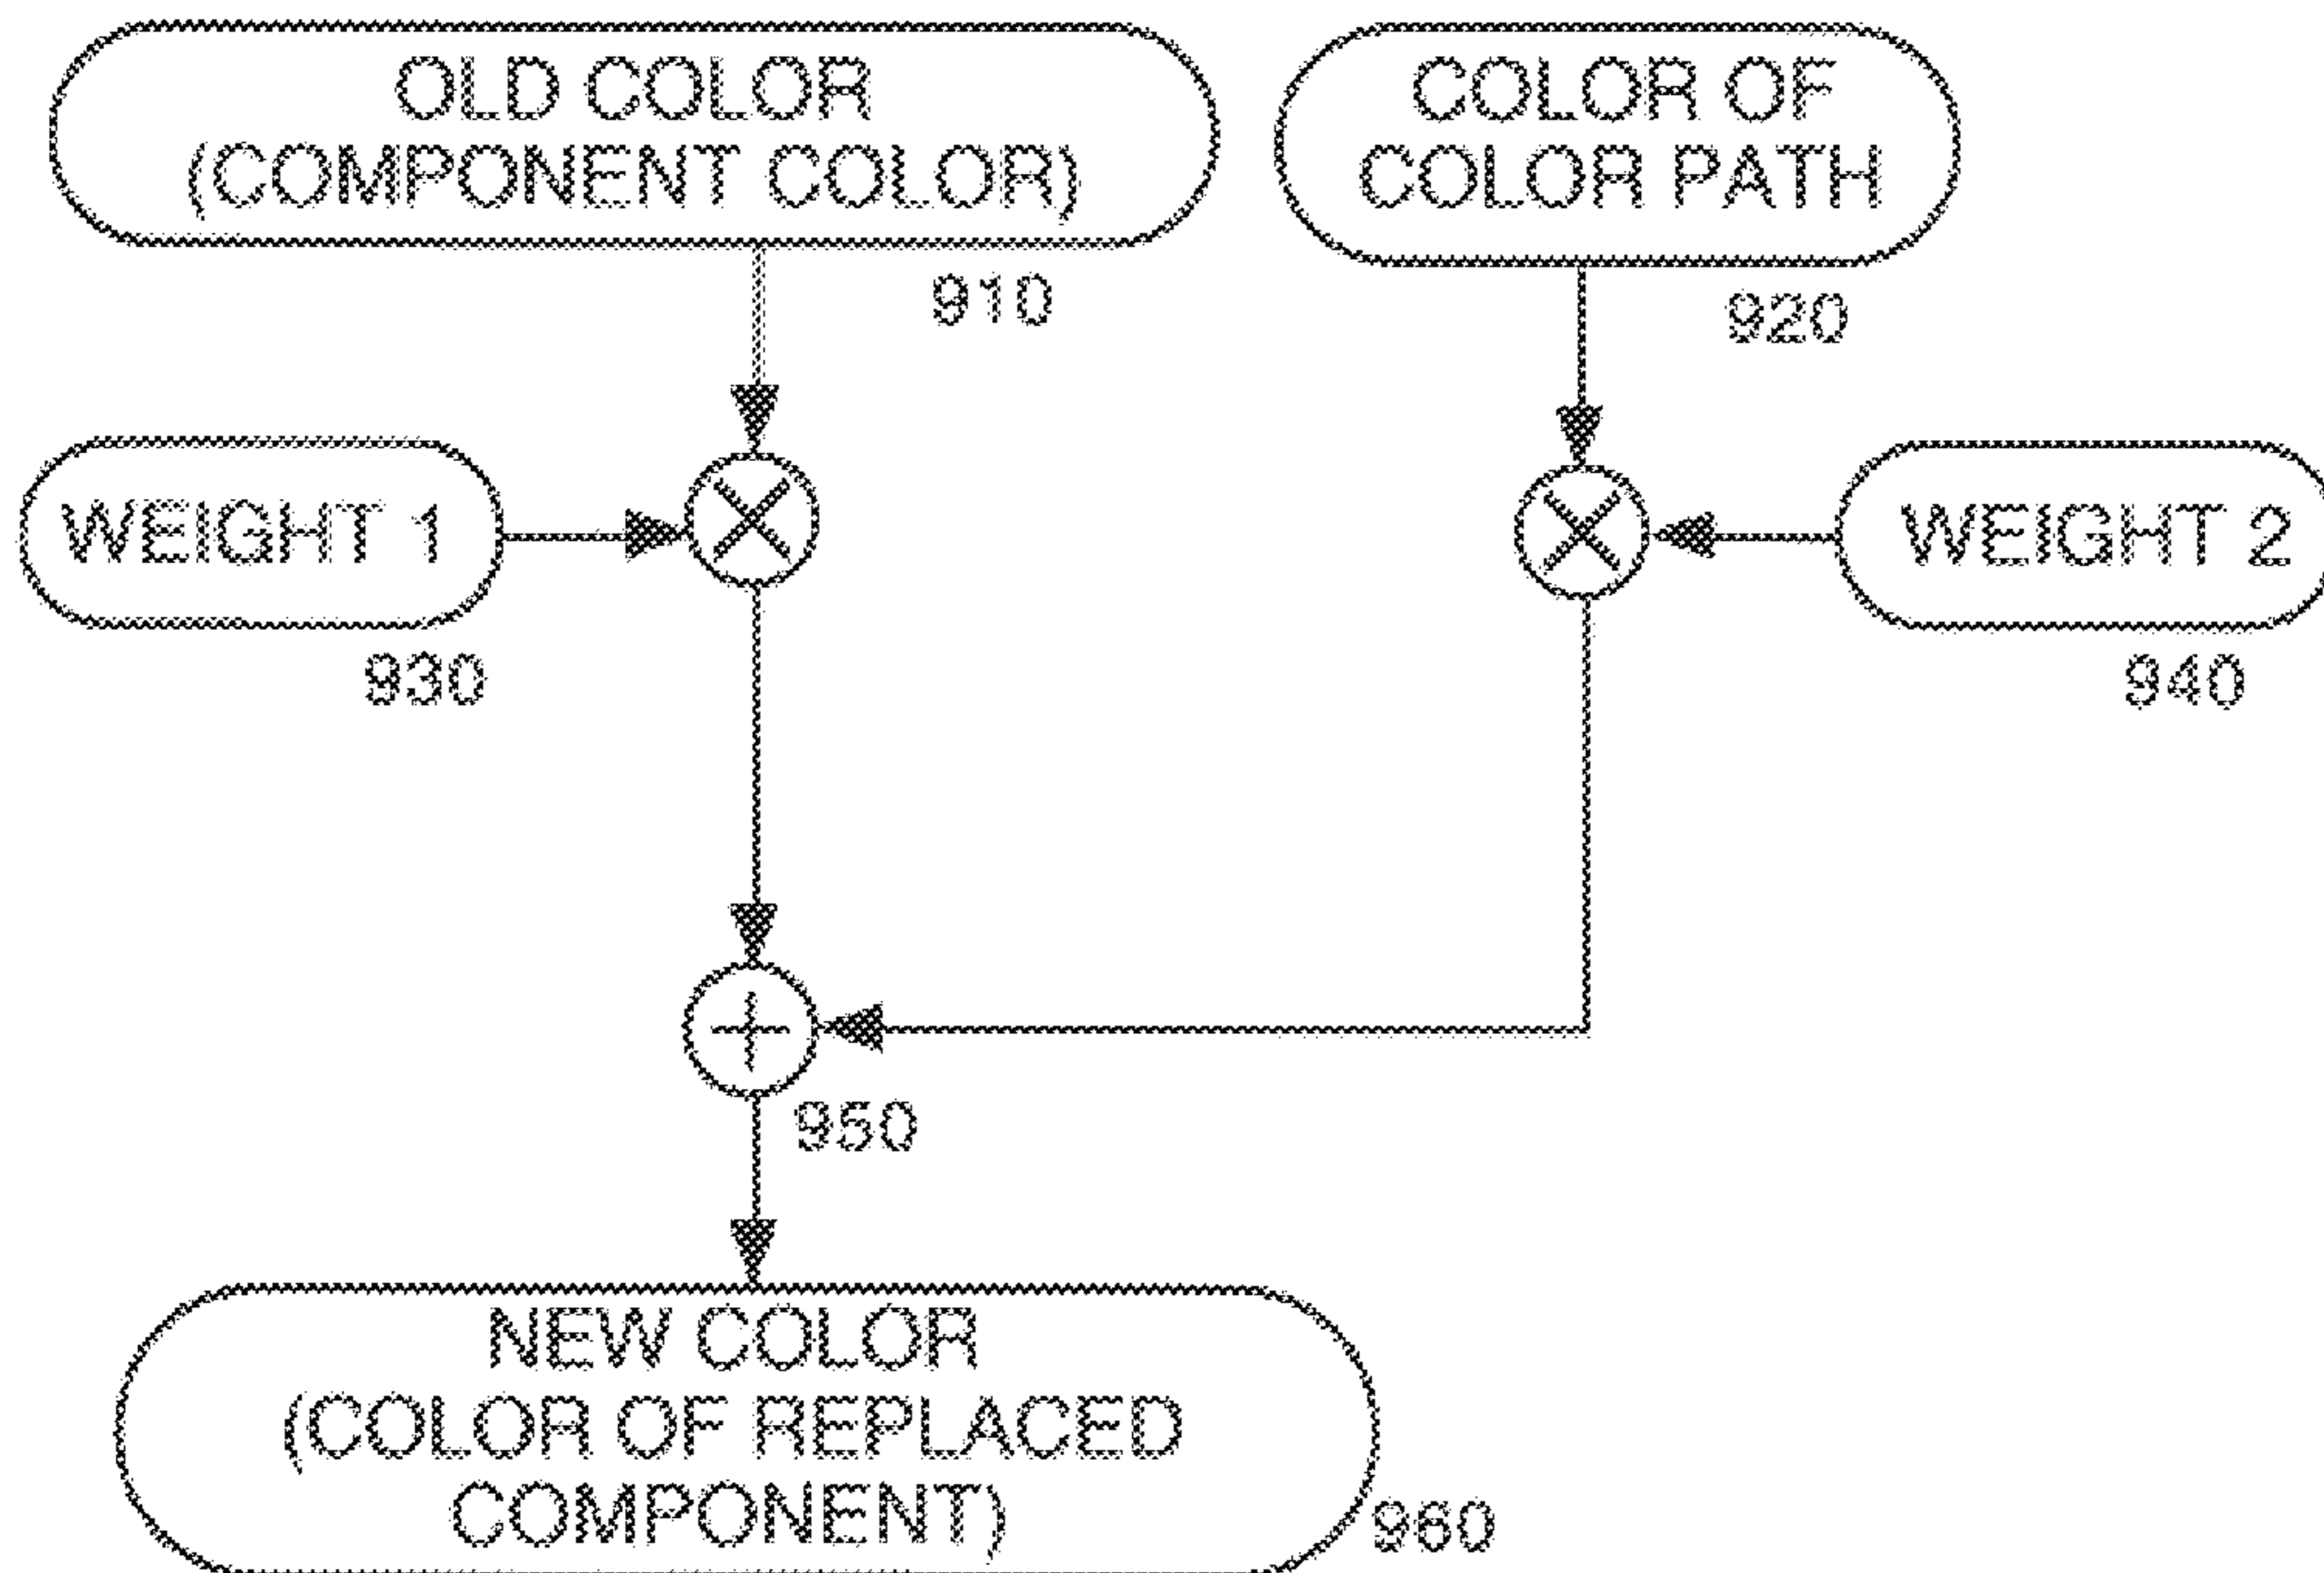 OLD COLOR
(COMPONENT COLOR)
910
COLOR OF
COLOR PATH
920
WEIGHT 1
930
WEIGHT 2
940
950
NEW COLOR
(COLOR OF REPLACED
COMPONENT)
960